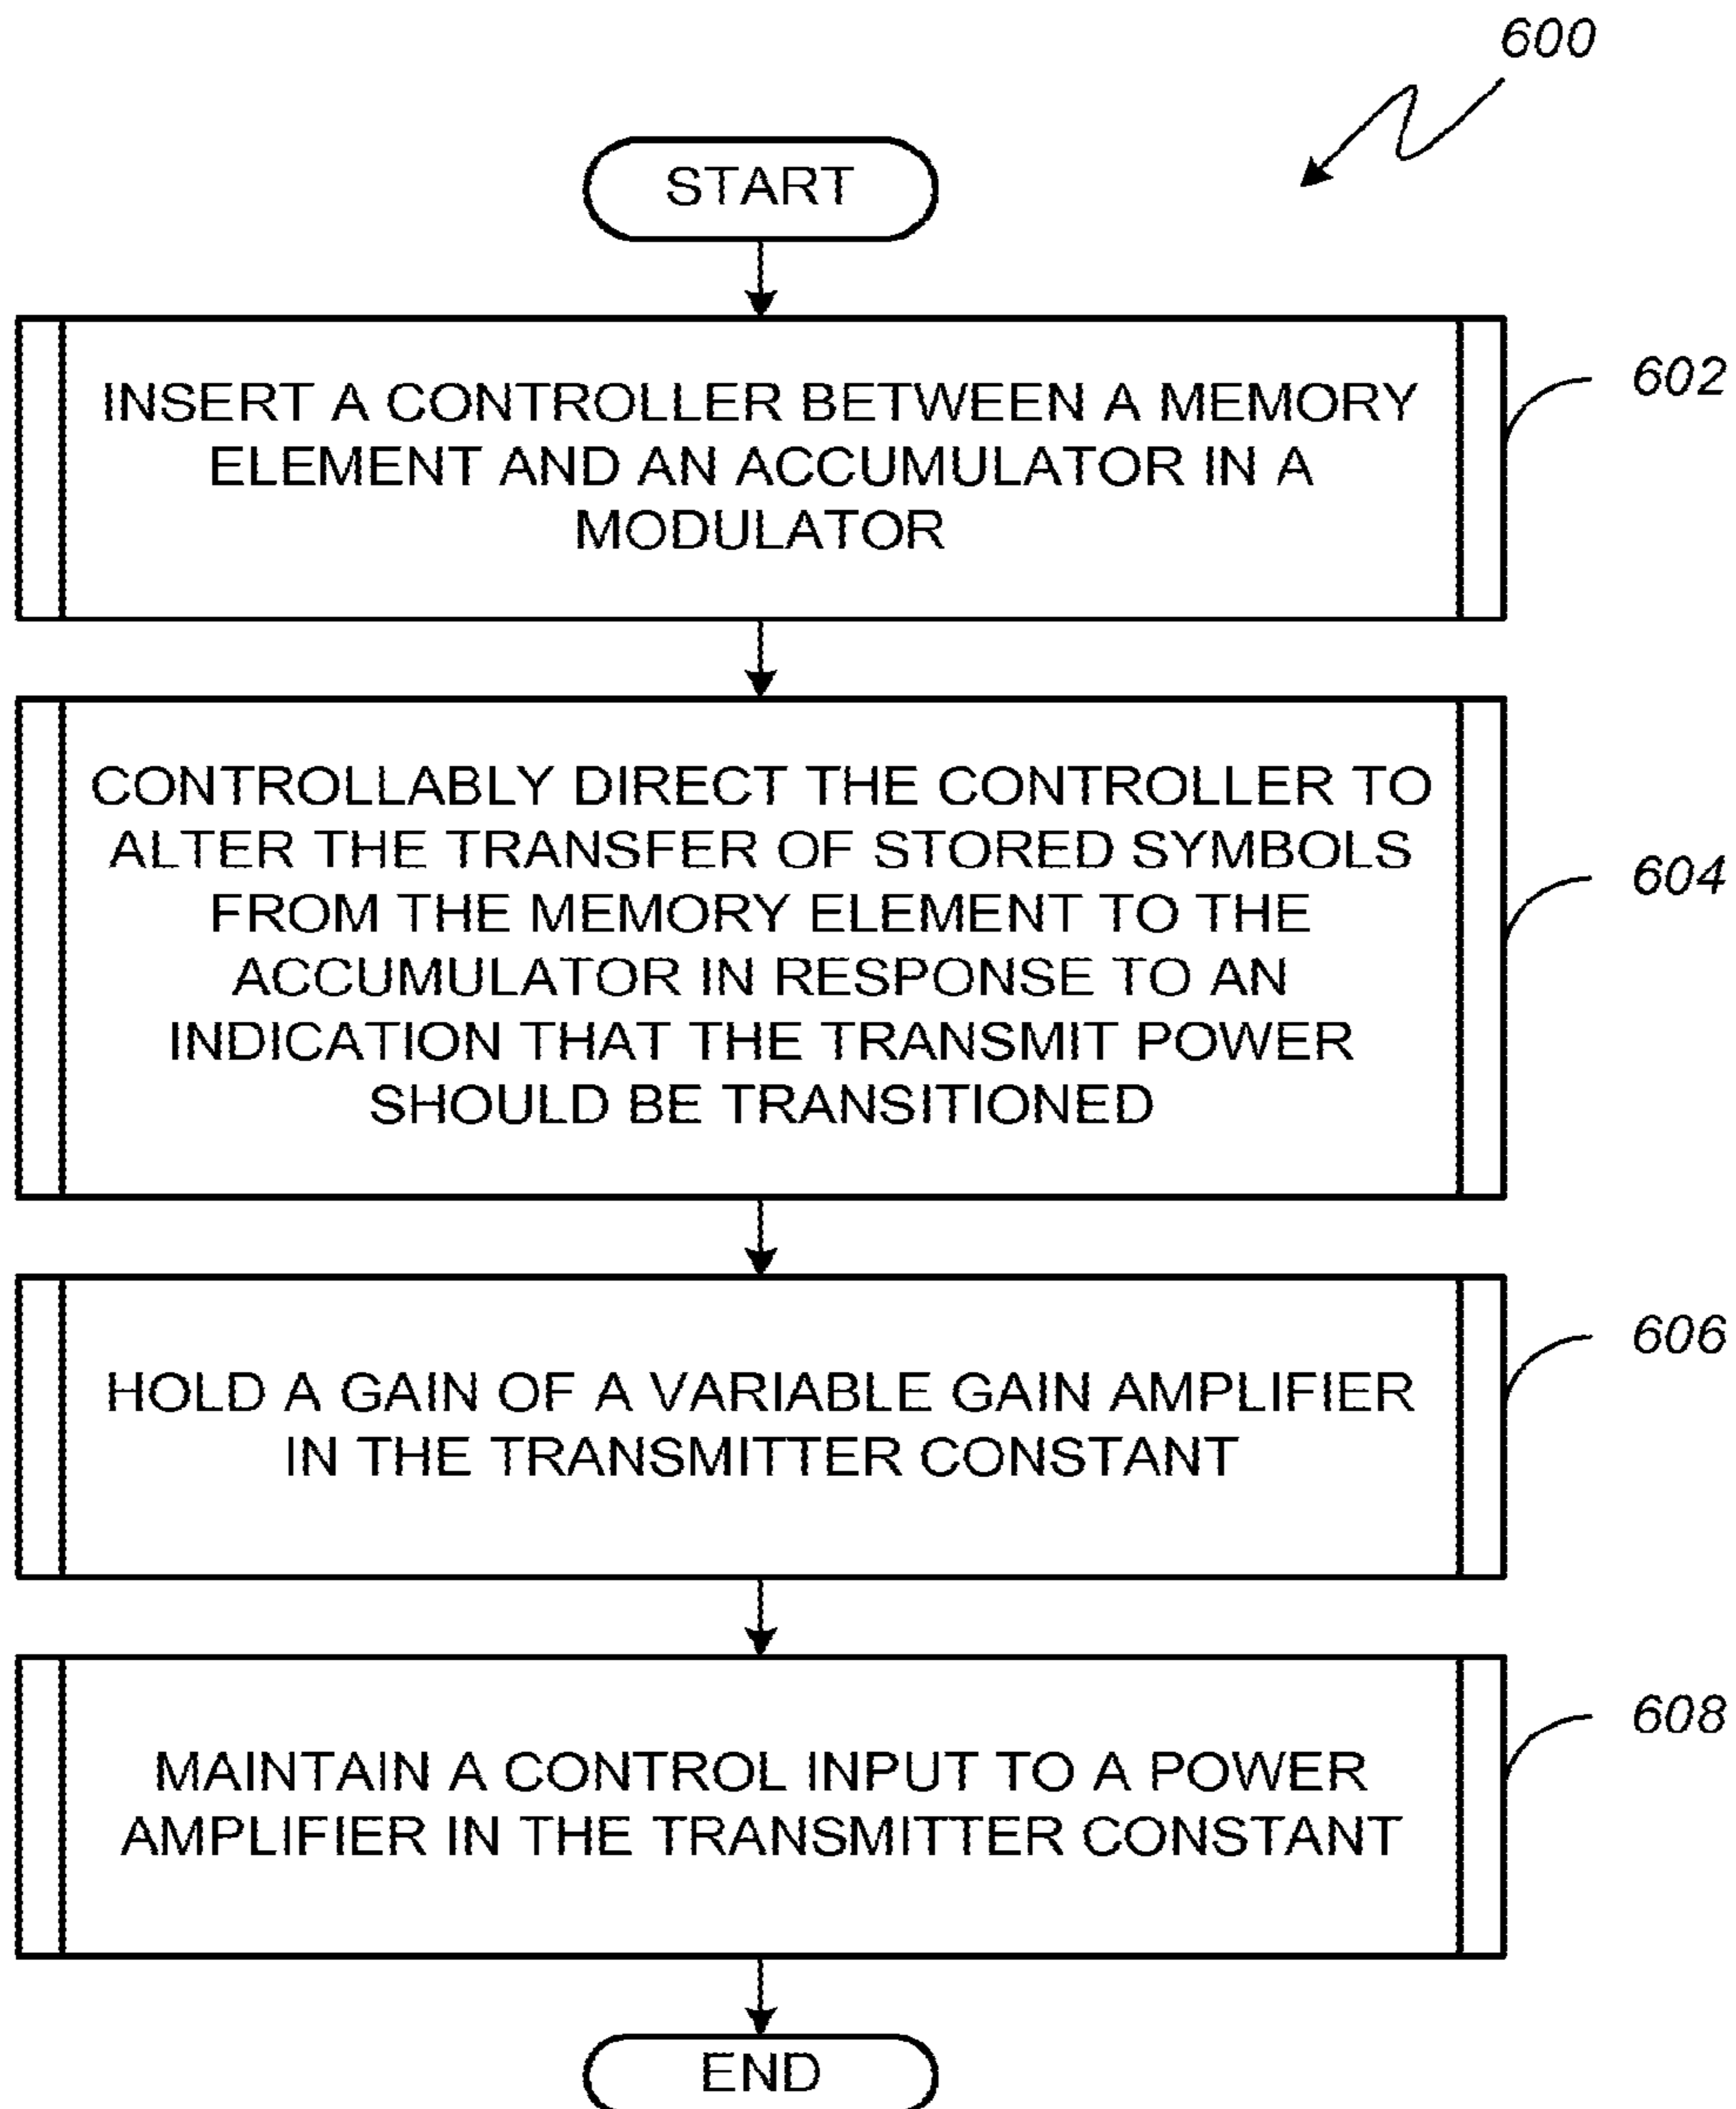 600
START
INSERT A CONTROLLER BETWEEN A MEMORY
ELEMENT AND AN ACCUMULATOR IN A
MODULATOR
602
CONTROLLABLY DIRECT THE CONTROLLER TO
ALTER THE TRANSFER OF STORED SYMBOLS
FROM THE MEMORY ELEMENT TO THE
ACCUMULATOR IN RESPONSE TO AN
INDICATION THAT THE TRANSMIT POWER
SHOULD BE TRANSITIONED
604
HOLD A GAIN OF A VARIABLE GAIN AMPLIFIER
IN THE TRANSMITTER CONSTANT
606
MAINTAIN A CONTROL INPUT TO A POWER
AMPLIFIER IN THE TRANSMITTER CONSTANT
608
END